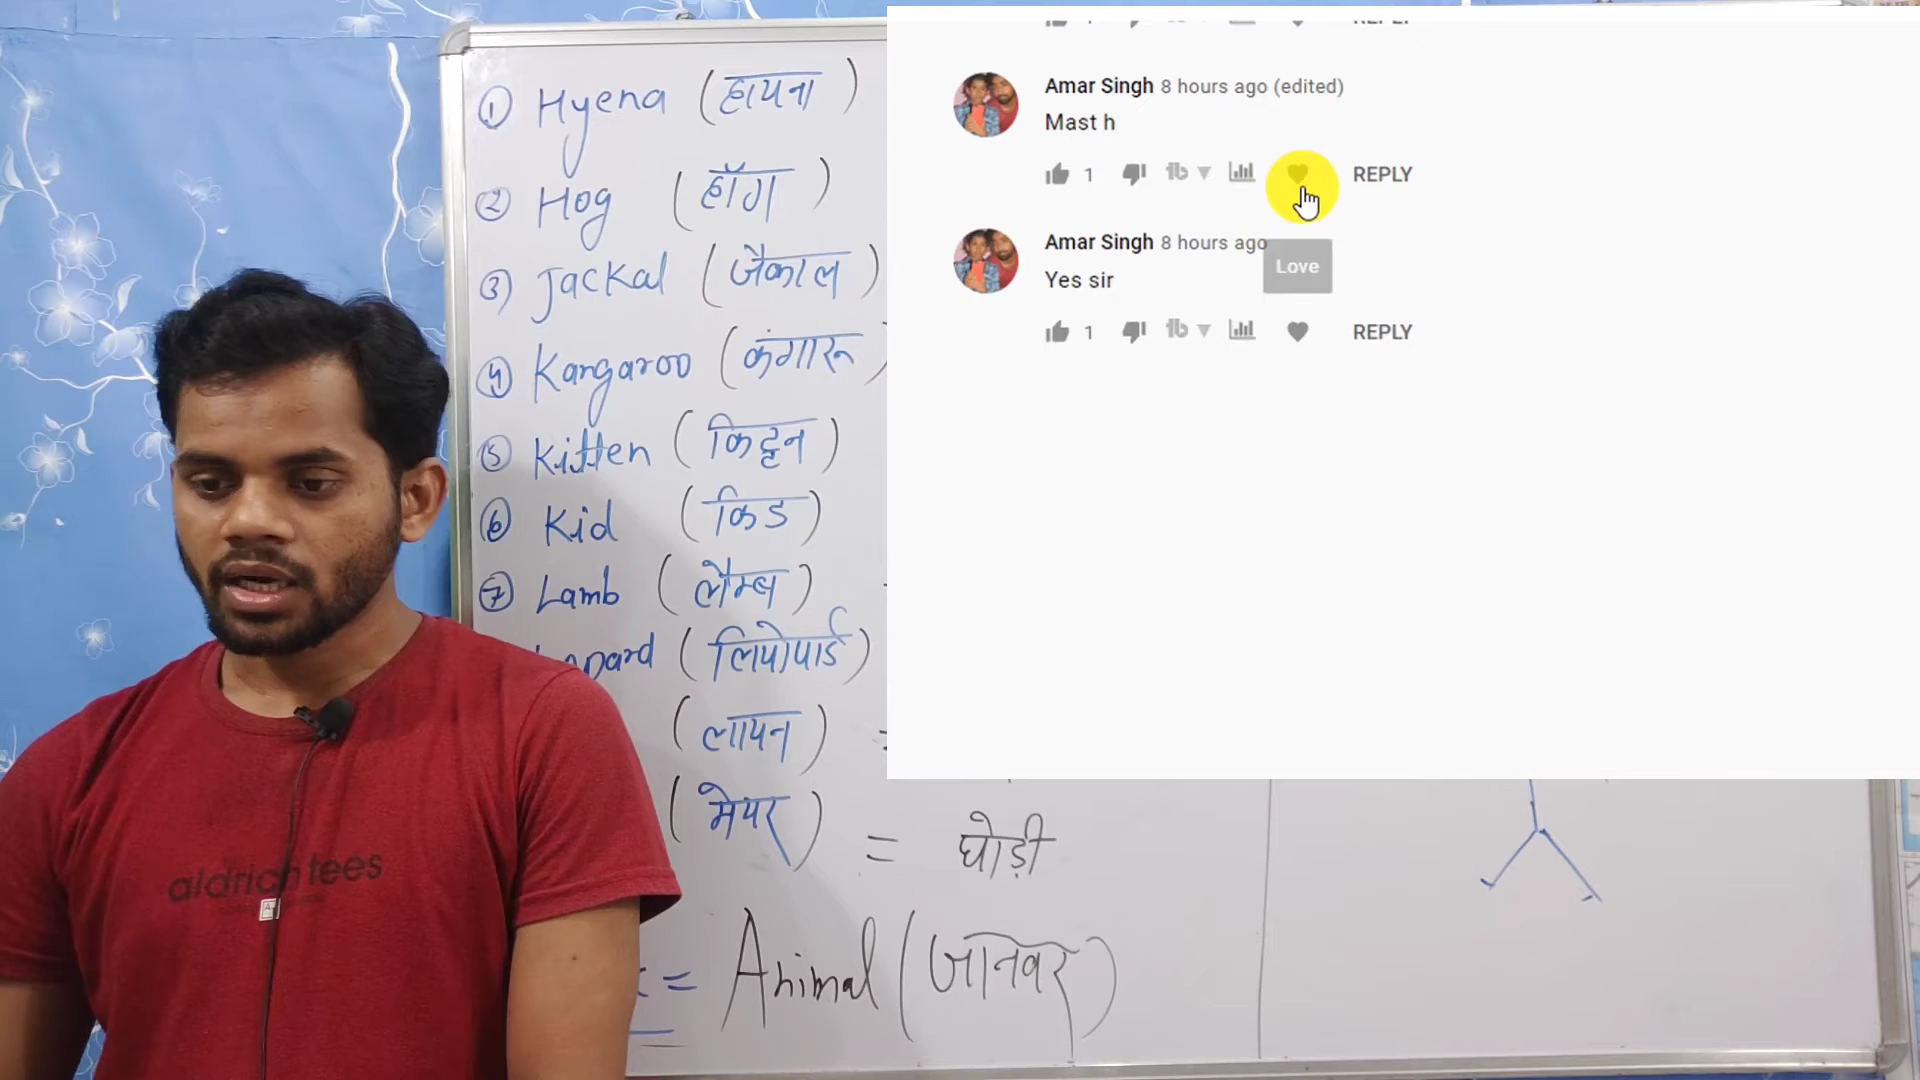 ① Hyena (हायना)
② Hog (हॉग)
③ Jackal (जैकाल)
④ Kangaroo (कंगारू)
⑤ Kitten (किट्टन)
⑥ Kid (किड)
⑦ Lamb (लैम्ब)
(लिपोपार्ड)
(लायन) =
(मेयर) = घोड़ी
= Animal (जानवर)
aldrich tees
REPLY
Amar Singh 8 hours ago (edited)
Mast h
1 REPLY
Amar Singh 8 hours ago
Love
Yes sir
1 REPLY